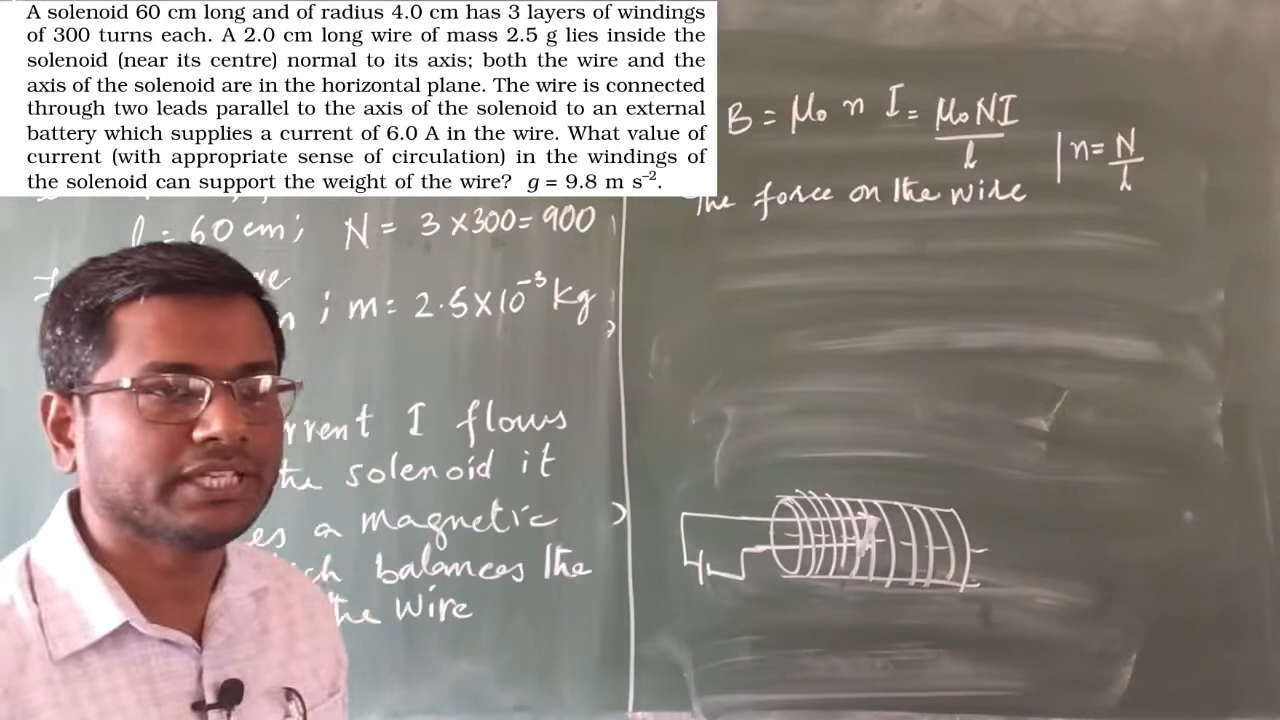 A solenoid 60 cm long and of radius 4.0 cm has 3 layers of windings
of 300 turns each. A 2.0 cm long wire of mass 2.5 g lies inside the
solenoid (near its centre) normal to its axis; both the wire and the
axis of the solenoid are in the horizontal plane. The wire is connected
through two leads parallel to the axis of the solenoid to an external
battery which supplies a current of 6.0 A in the wire. What value of
current (with appropriate sense of circulation) in the windings of
the solenoid can support the weight of the wire? g = 9.8 m s⁻².
l = 60 cm; N = 3 × 300 = 900
; m = 2.5 × 10⁻³ kg
I flows
solenoid it
a magnetic
balances the
the wire
B = μ₀ n I = μ₀ N I / l | n = N / l
The force on the wire